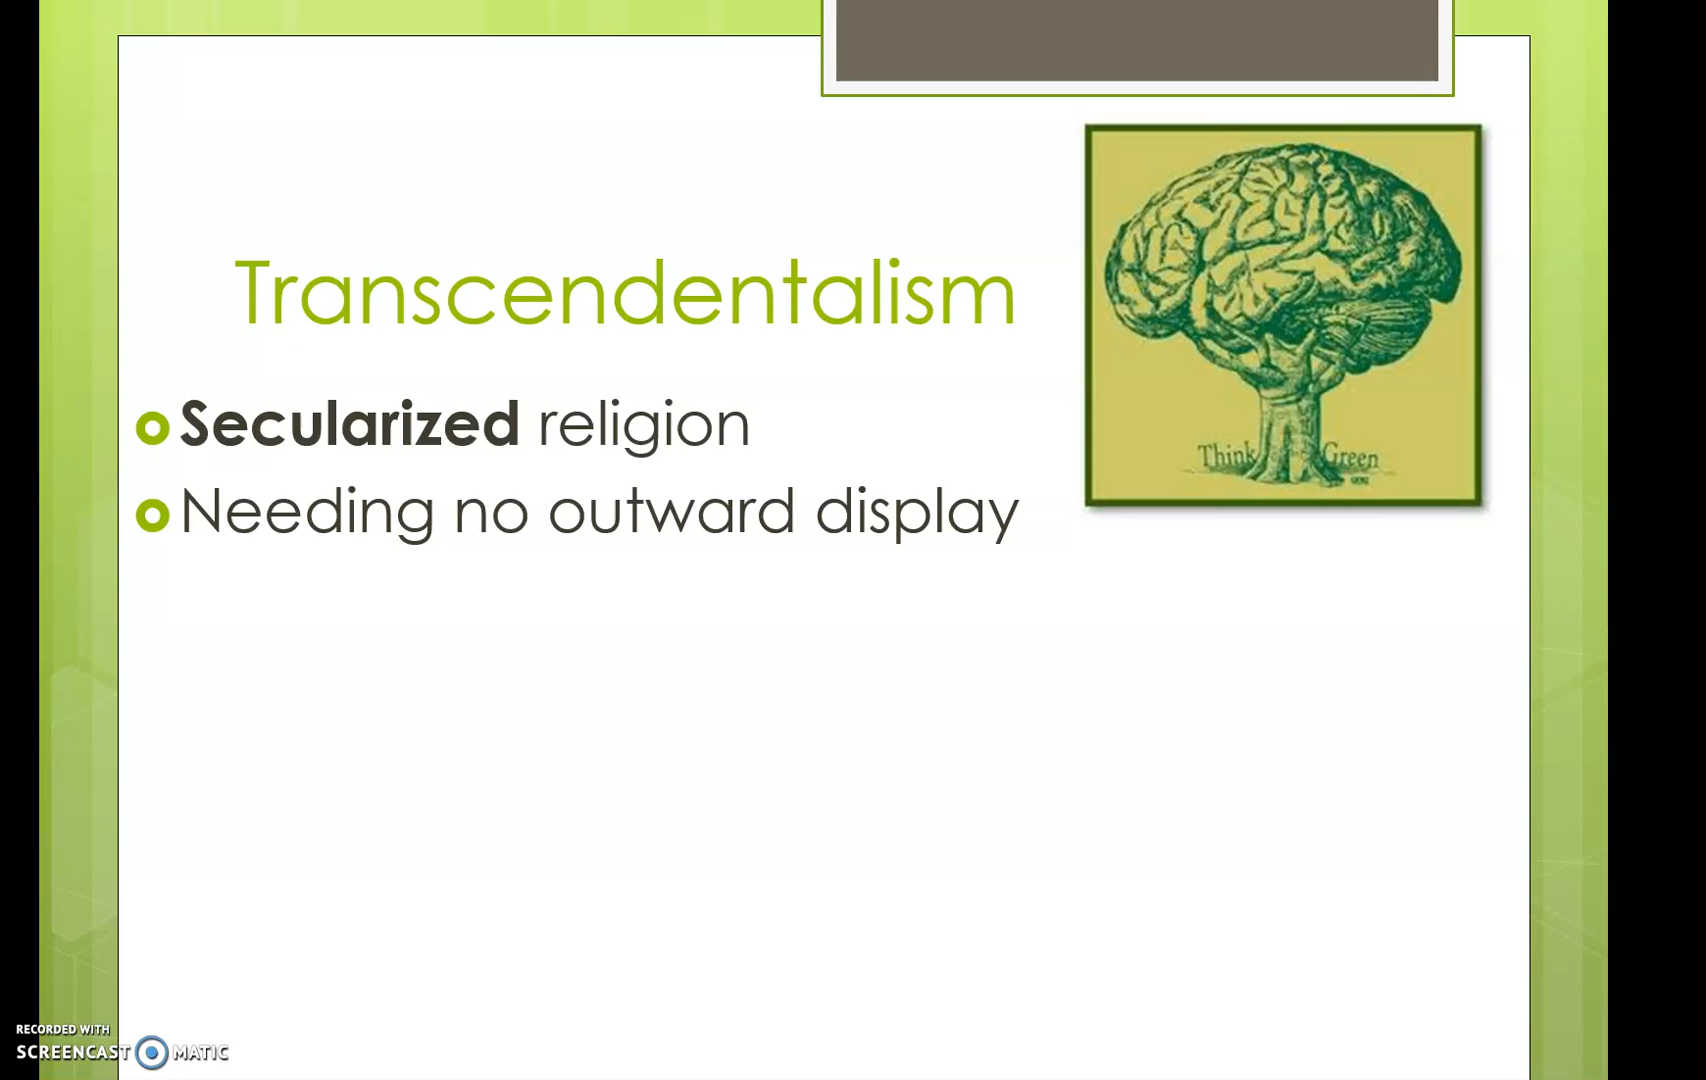 Transcendentalism
Secularized religion
Needing no outward display
Think Green
RECORDED WITH
SCREENCAST MATIC